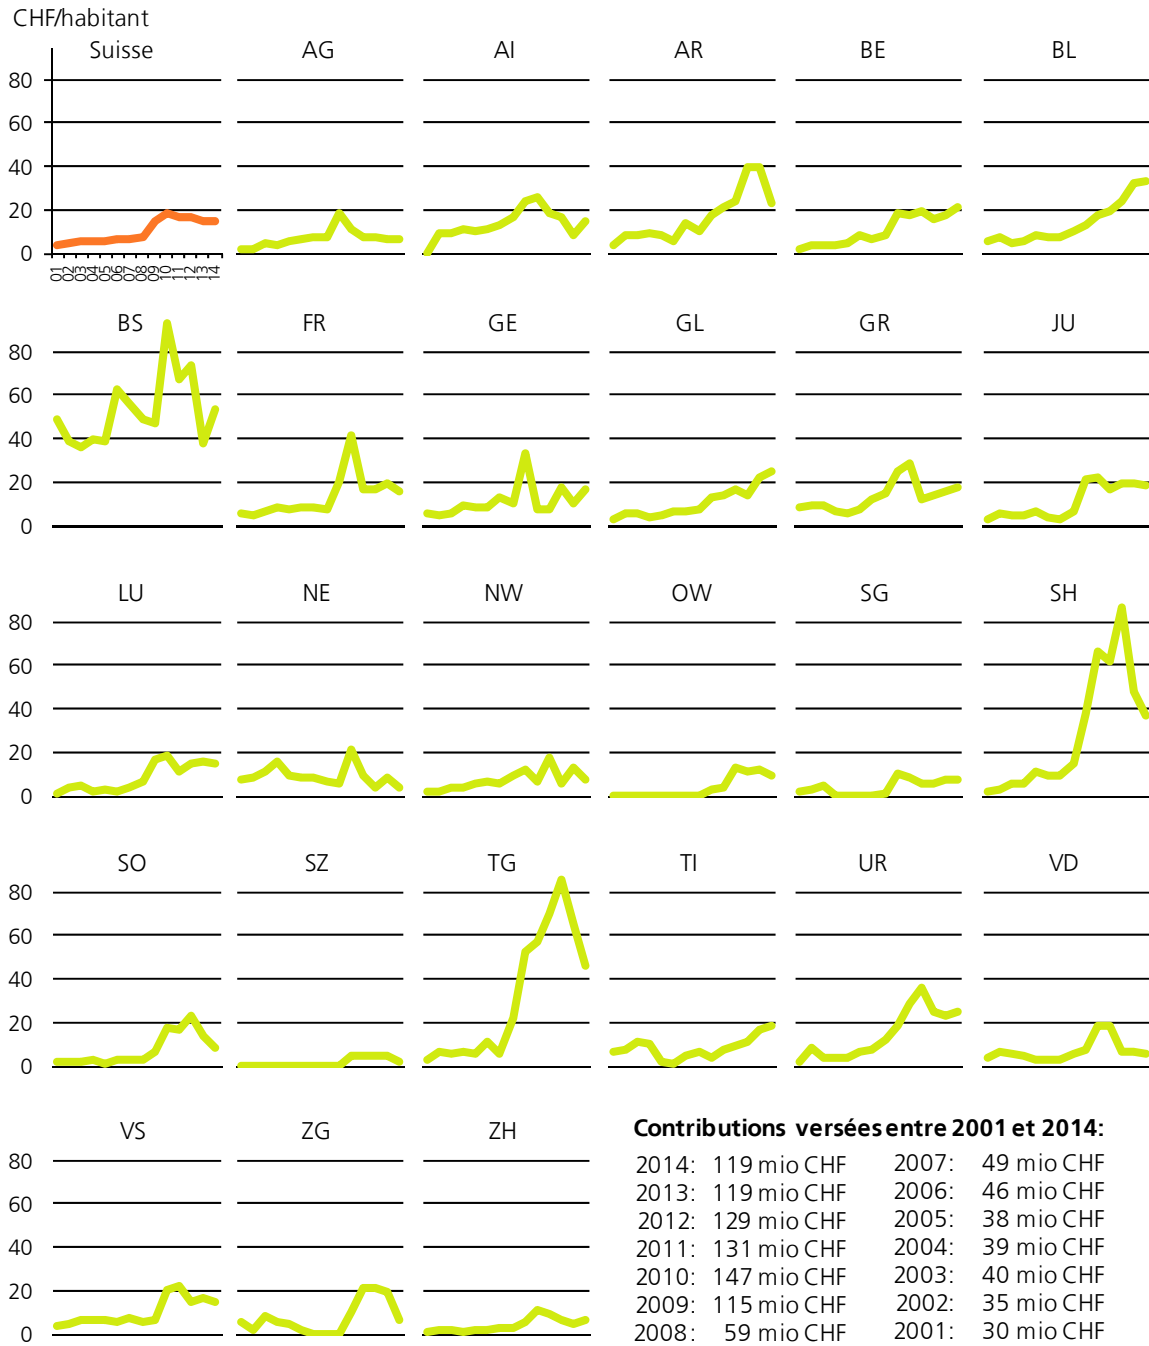 CHF/habitant
Suisse AG AI AR BE BL
80
60
40
20
0
01 02 03 04 05 06 07 08 09 10 11 12 13 14
BS FR GE GL GR JU
80
60
40
20
0
LU NE NW OW SG SH
80
60
40
20
0
SO SZ TG TI UR VD
80
60
40
20
0
VS ZG ZH
80
60
40
20
0
Contributions versées entre 2001 et 2014:
2014: 119 mio CHF 2007: 49 mio CHF
2013: 119 mio CHF 2006: 46 mio CHF
2012: 129 mio CHF 2005: 38 mio CHF
2011: 131 mio CHF 2004: 39 mio CHF
2010: 147 mio CHF 2003: 40 mio CHF
2009: 115 mio CHF 2002: 35 mio CHF
2008: 59 mio CHF 2001: 30 mio CHF